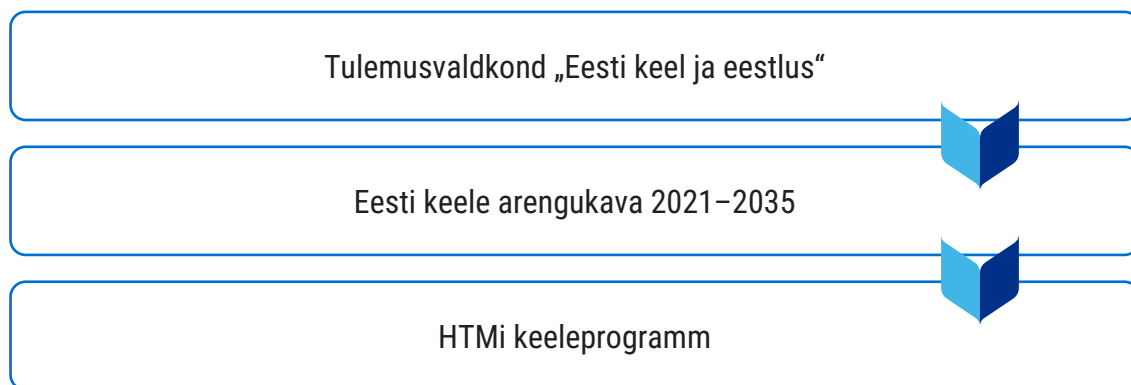 Tulemusvaldkond „Eesti keel ja eestlus“
Eesti keele arengukava 2021–2035
HTMi keeleprogramm